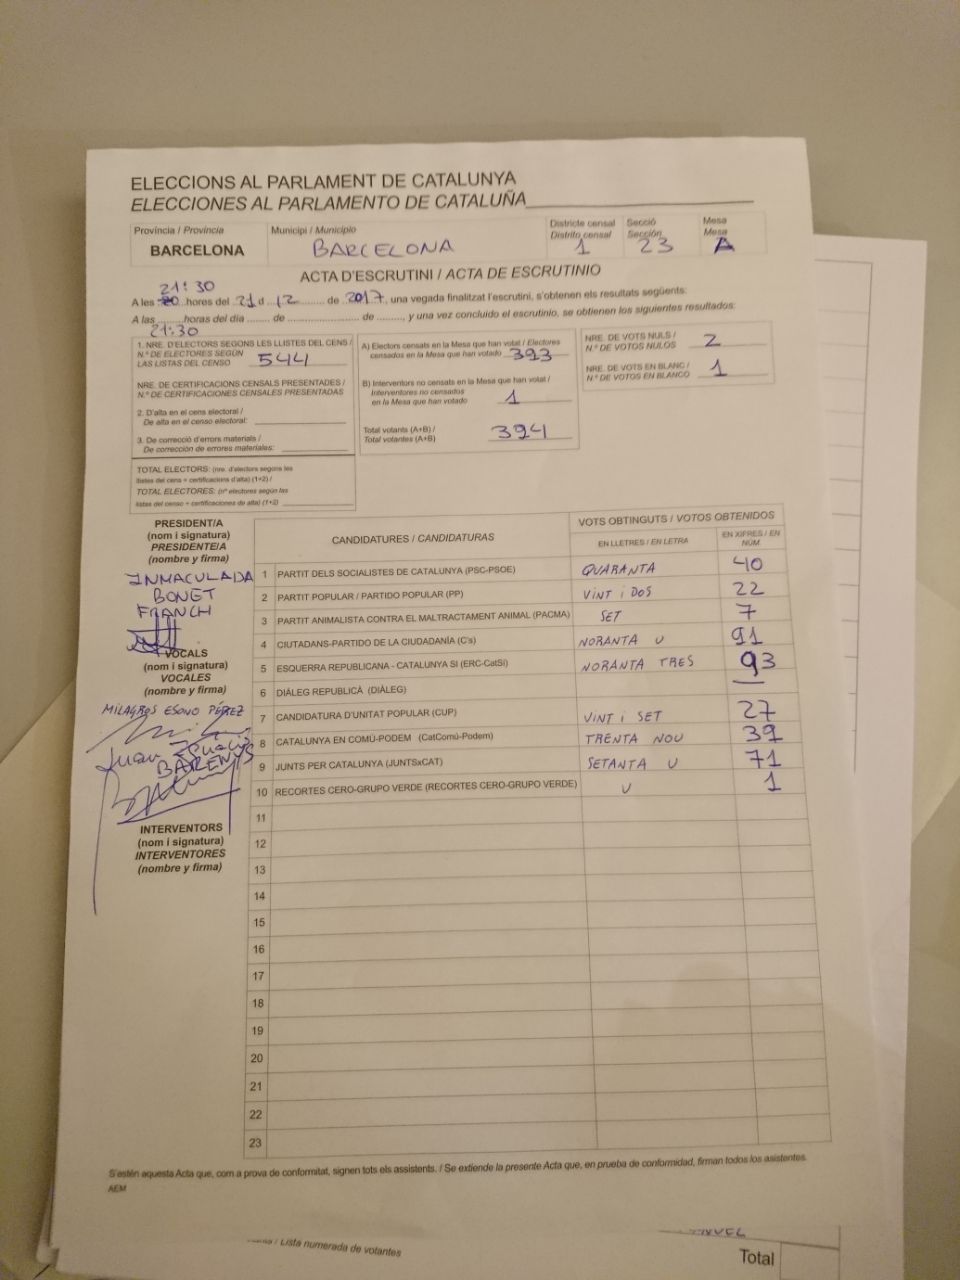 ELECCIONS AL PARLAMENT DE CATALUNYA
ELECCIONES AL PARLAMENTO DE CATALUÑA
Província / Provincia
BARCELONA
Municipi / Municipio
BARCELONA
Districte censal
Distrito censal
1
Secció
Sección
23
Mesa
Mesa
A
ACTA D'ESCRUTINI / ACTA DE ESCRUTINIO
21:30
A les 20 hores del 21 d 12 de 2017, una vegada finalitzat l'escrutini, s'obtenen els resultats següents:
A las ........ horas del día ........ de ........................ de ........, y una vez concluido el escrutinio, se obtienen los siguientes resultados:
21:30
1. NRE. D'ELECTORS SEGONS LES LLISTES DEL CENS /
N.º DE ELECTORES SEGÚN
LAS LISTAS DEL CENSO 544
NRE. DE CERTIFICACIONS CENSALS PRESENTADES /
N.º DE CERTIFICACIONES CENSALES PRESENTADAS
2. D'alta en el cens electoral /
De alta en el censo electoral:
3. De correcció d'errors materials /
De corrección de errores materiales:
TOTAL ELECTORS: (nre. d'electors segons les
llistes del cens + certificacions d'alta) (1+2) /
TOTAL ELECTORES: (nº electores según las
listas del censo + certificaciones de alta) (1+2)
A) Electors censats en la Mesa que han votat / Electores
censados en la Mesa que han votado 393
B) Interventors no censats en la Mesa que han votat /
Interventores no censados
en la Mesa que han votado 1
Total votants (A+B) /
Total votantes (A+B) 394
NRE. DE VOTS NULS /
N.º DE VOTOS NULOS 2
NRE. DE VOTS EN BLANC /
N.º DE VOTOS EN BLANCO 1
PRESIDENT/A
(nom i signatura)
PRESIDENTE/A
(nombre y firma)
INMACULADA
BONET
FRANCH
VOCALS
(nom i signatura)
VOCALES
(nombre y firma)
MILAGROS ESONO PÉREZ
Juan Ignacio
BARENYS
INTERVENTORS
(nom i signatura)
INTERVENTORES
(nombre y firma)
CANDIDATURES / CANDIDATURAS
VOTS OBTINGUTS / VOTOS OBTENIDOS
EN LLETRES / EN LETRA
EN XIFRES / EN NÚM.
1 PARTIT DELS SOCIALISTES DE CATALUNYA (PSC-PSOE) QUARANTA 40
2 PARTIT POPULAR / PARTIDO POPULAR (PP) VINT i DOS 22
3 PARTIT ANIMALISTA CONTRA EL MALTRACTAMENT ANIMAL (PACMA) SET 7
4 CIUTADANS-PARTIDO DE LA CIUDADANÍA (C's) NORANTA U 91
5 ESQUERRA REPUBLICANA - CATALUNYA SI (ERC-CatSí) NORANTA TRES 93
6 DIÀLEG REPUBLICÀ (DIÀLEG) —
7 CANDIDATURA D'UNITAT POPULAR (CUP) VINT i SET 27
8 CATALUNYA EN COMÚ-PODEM (CatComú-Podem) TRENTA NOU 39
9 JUNTS PER CATALUNYA (JUNTSxCAT) SETANTA U 71
10 RECORTES CERO-GRUPO VERDE (RECORTES CERO-GRUPO VERDE) U 1
11
12
13
14
15
16
17
18
19
20
21
22
23
S'estén aquesta Acta que, com a prova de conformitat, signen tots els assistents. / Se extiende la presente Acta que, en prueba de conformidad, firman todos los asistentes.
AEM
/ Lista numerada de votantes
Total